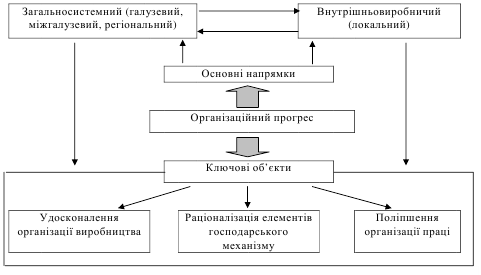 Загальносистемний (галузевий,
міжгалузевий, регіональний)
Внутрішньовиробничий
(локальний)
Основні напрямки
Організаційний прогрес
Ключові об’єкти
Удосконалення
організації виробництва
Раціоналізація елементів
господарського
механізму
Поліпшення
організації праці